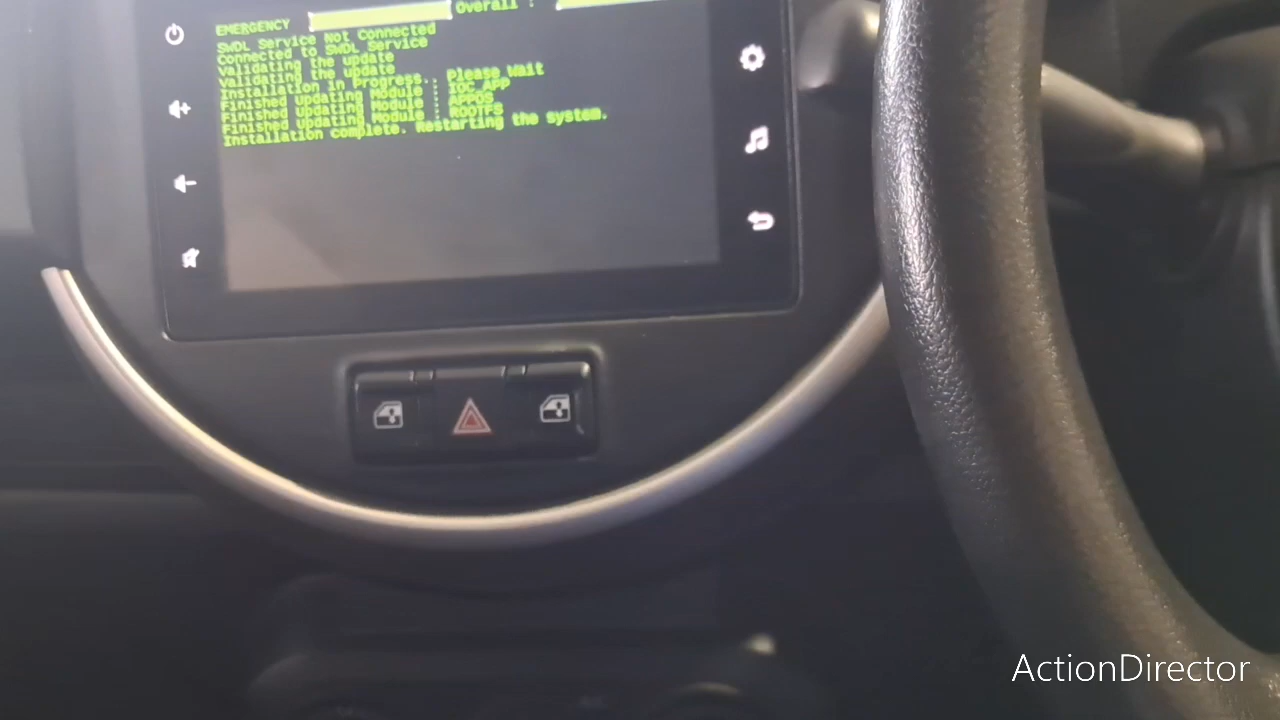 Overall :
EMERGENCY
SWDL Service Not Connected
Connected to SWDL Service
Validating the update
Validating the update
Installation in Progress.. Please Wait
Finished Updating Module : IOC_APP
Finished Updating Module : APPOS
Finished Updating Module : ROOTFS
Installation complete. Restarting the system.
ActionDirector